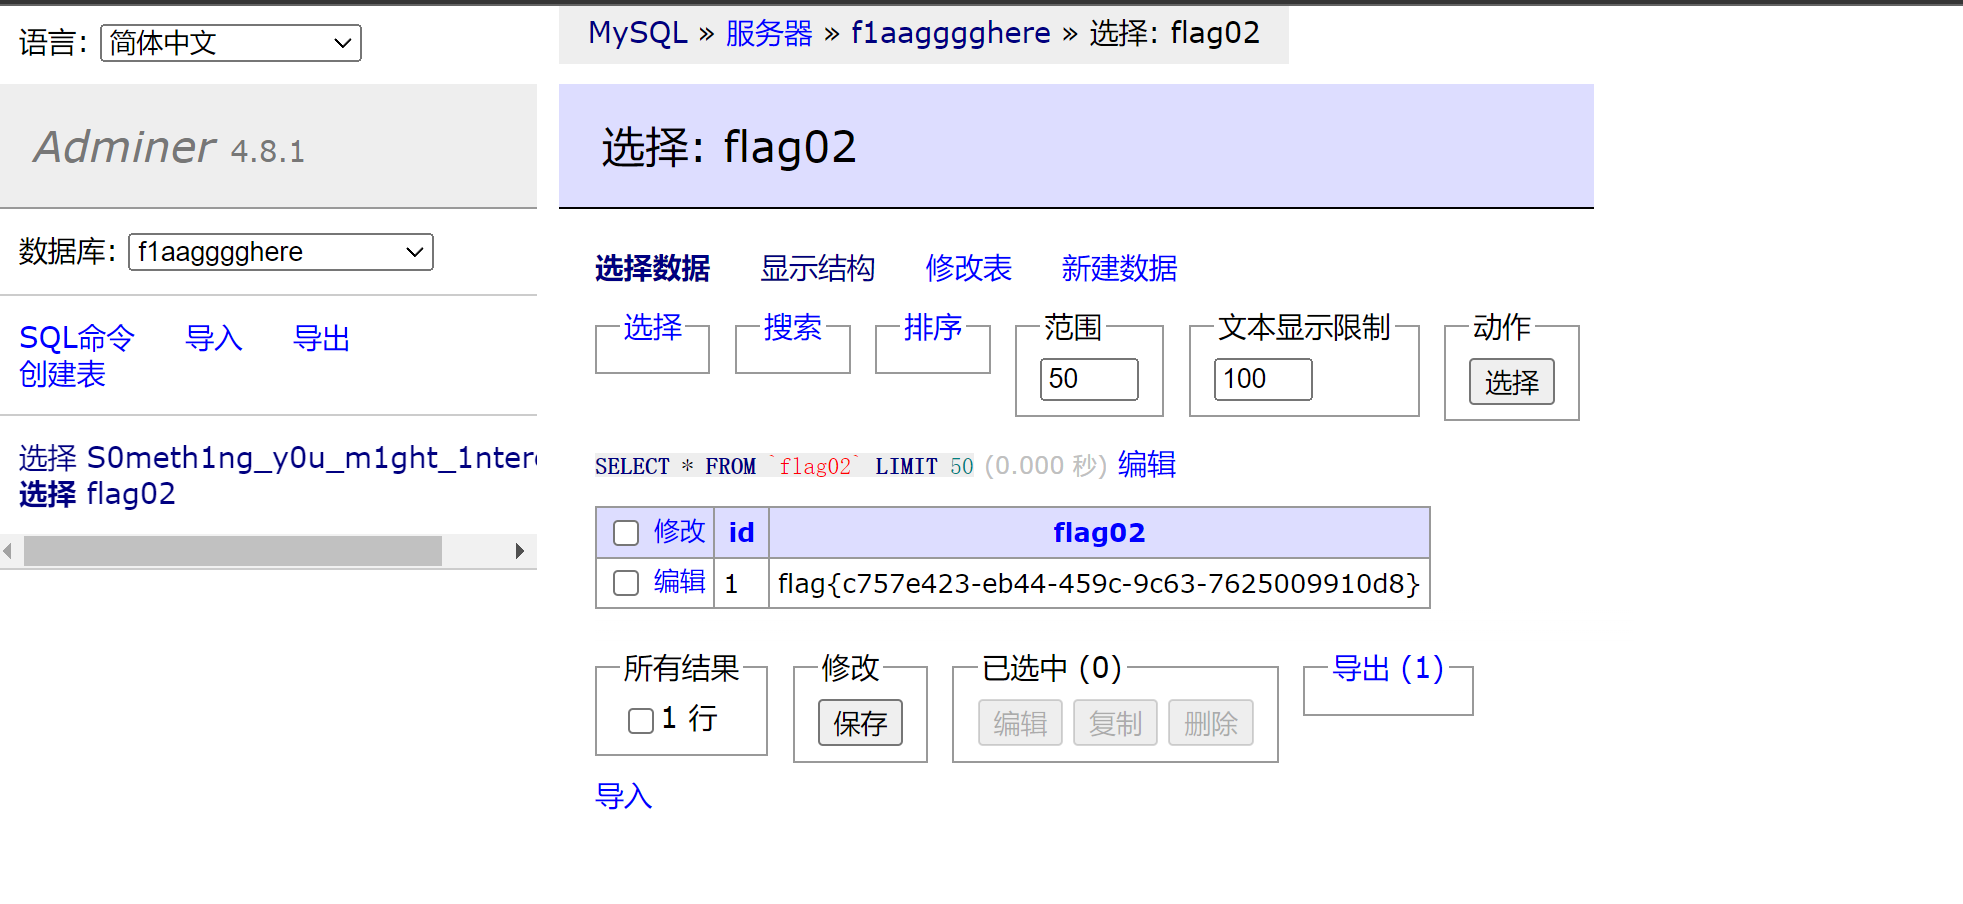 语言: 简体中文
MySQL » 服务器 » f1aagggghere » 选择: flag02
Adminer 4.8.1
选择: flag02
数据库: f1aagggghere
SQL命令 导入 导出
创建表
选择 S0meth1ng_y0u_m1ght_1nter
选择 flag02
选择数据 显示结构 修改表 新建数据
选择 搜索 排序 范围 文本显示限制 动作
50 100 选择
SELECT * FROM `flag02` LIMIT 50 (0.000 秒) 编辑
修改 id flag02
编辑 1 flag{c757e423-eb44-459c-9c63-7625009910d8}
所有结果 修改 已选中 (0) 导出 (1)
1 行 保存 编辑 复制 删除
导入